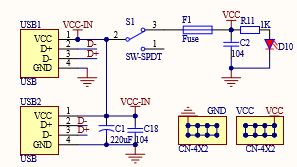 USB1
VCC-IN
VCC 1
D- 2 D-
D+ 3 D+
GND 4
USB
S1
2
3
1
SW-SPDT
F1
Fuse
VCC
R11 1K
C2
104
D10
USB2
VCC 1
D- 2 D-
D+ 3 D+
GND 4
USB
VCC-IN
C1
220uF
C18
104
GND
CN-4X2
VCC VCC
CN-4X2